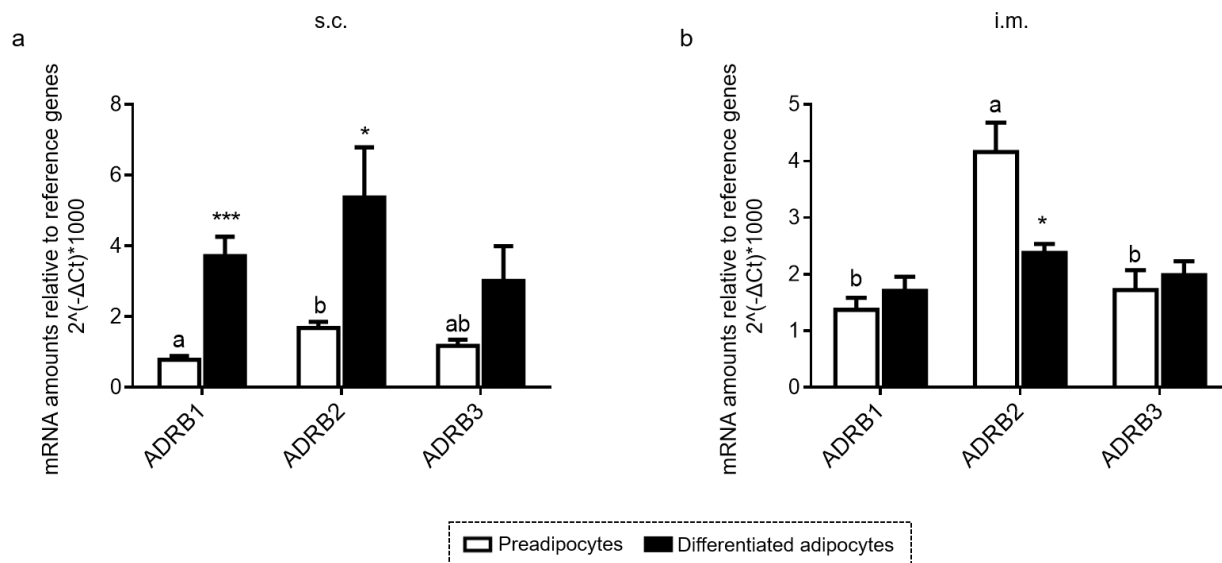 s.c.
a
mRNA amounts relative to reference genes
2^(-ΔCt)*1000
8
6
4
2
0
a
***
b
*
ab
ADRB1
ADRB2
ADRB3
i.m.
b
mRNA amounts relative to reference genes
2^(-ΔCt)*1000
5
4
3
2
1
0
b
a
*
b
ADRB1
ADRB2
ADRB3
Preadipocytes
Differentiated adipocytes